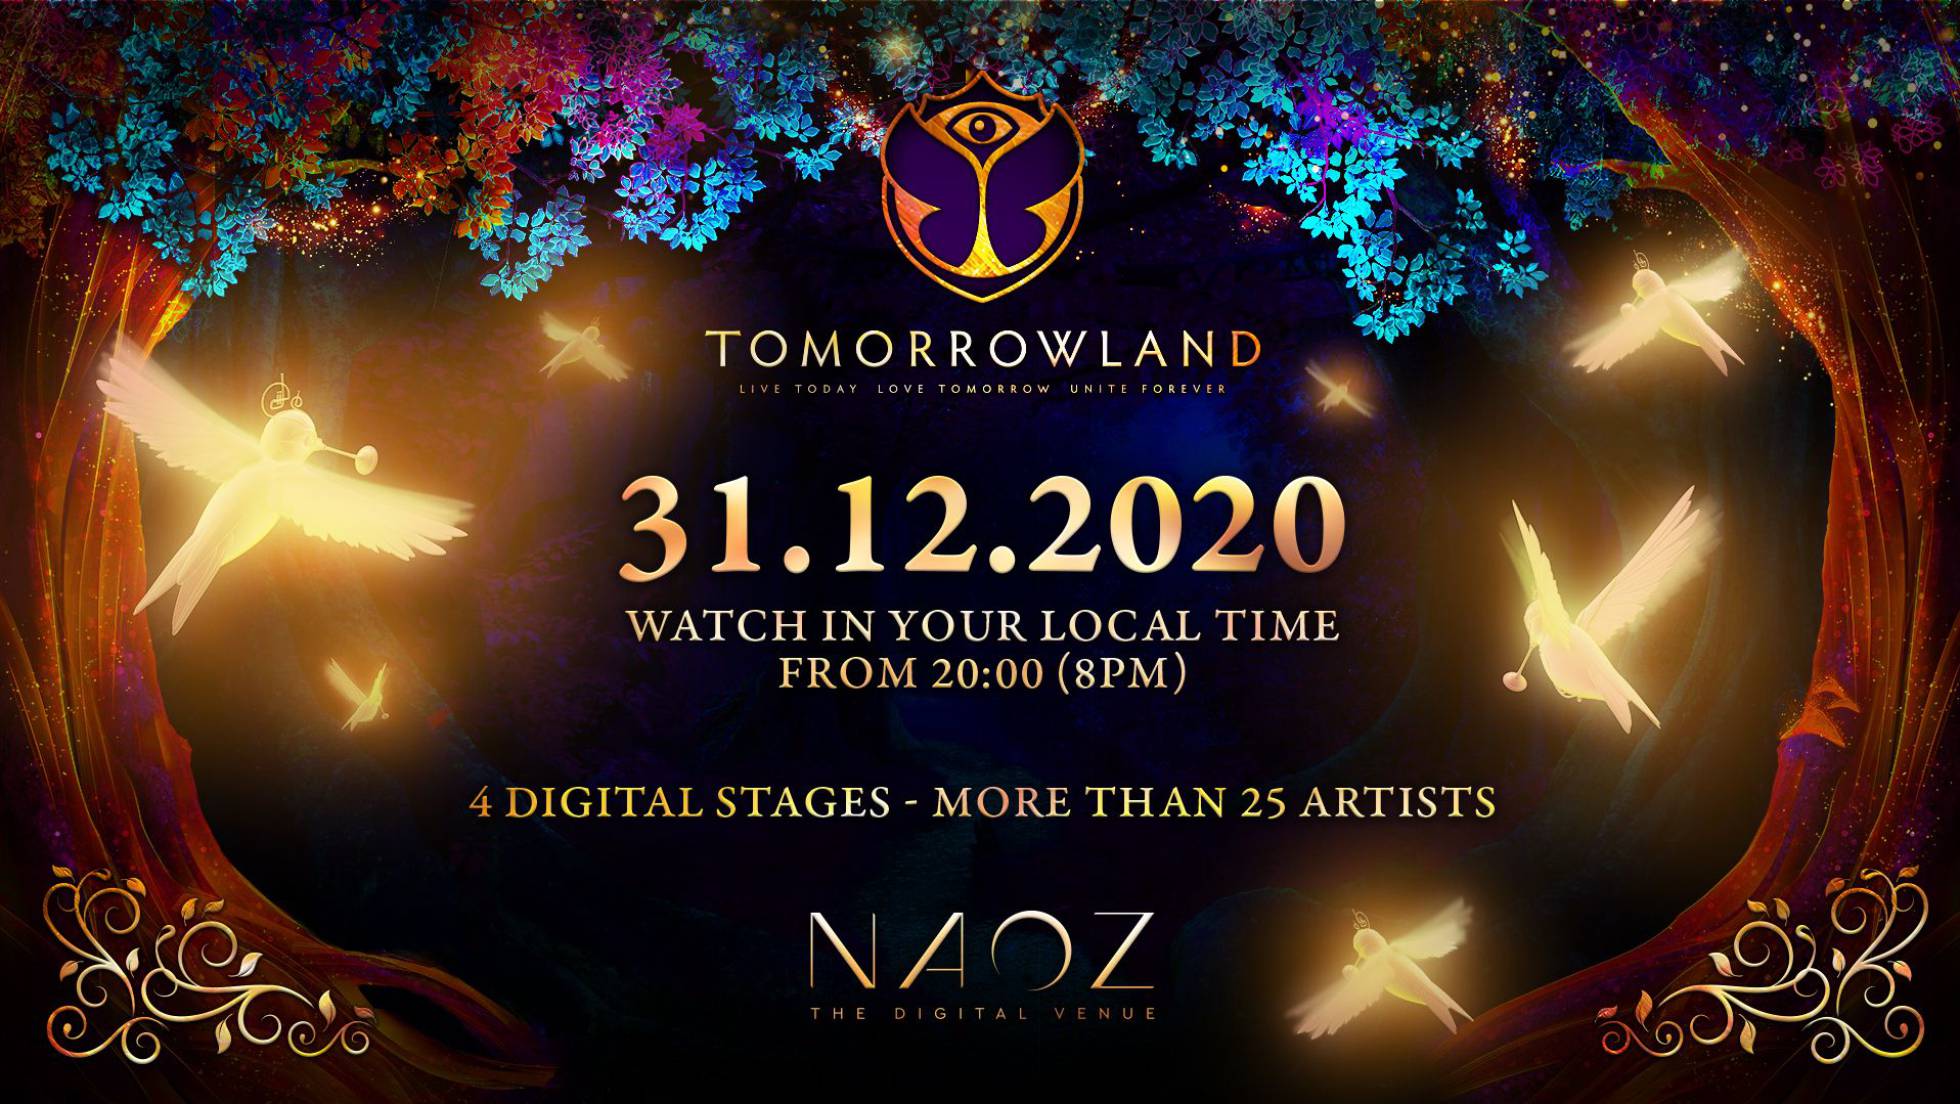 TOMORROWLAND
LIVE TODAY LOVE TOMORROW UNITE FOREVER
31.12.2020
WATCH IN YOUR LOCAL TIME
FROM 20:00 (8PM)
4 DIGITAL STAGES - MORE THAN 25 ARTISTS
NAOZ
THE DIGITAL VENUE